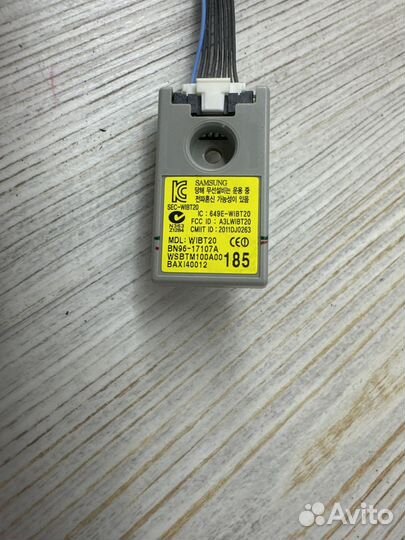 SAMSUNG
당해 무선설비는 운용 중
전파혼신 가능성이 있음
SEC-WIBT20
IC : 649E-WIBT20
FCC ID : A3LWIBT20
CMIIT ID : 2011DJ0263
N363
Z1284
MDL: WIBT20
BN96-17107A
WSBTM100A00
BAXI40012
185
Avito